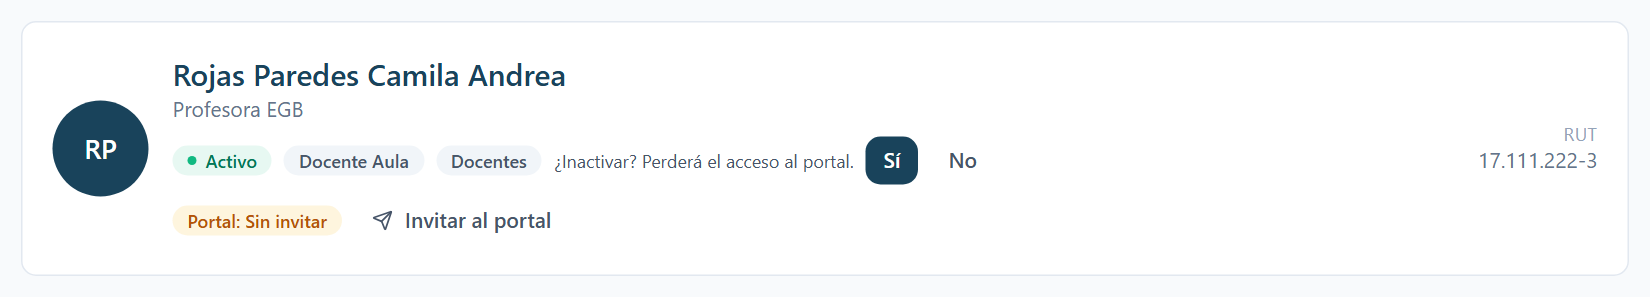 Rojas Paredes Camila Andrea
Profesora EGB
RP
Activo Docente Aula Docentes ¿Inactivar? Perderá el acceso al portal. Sí No
Portal: Sin invitar Invitar al portal
RUT
17.111.222-3